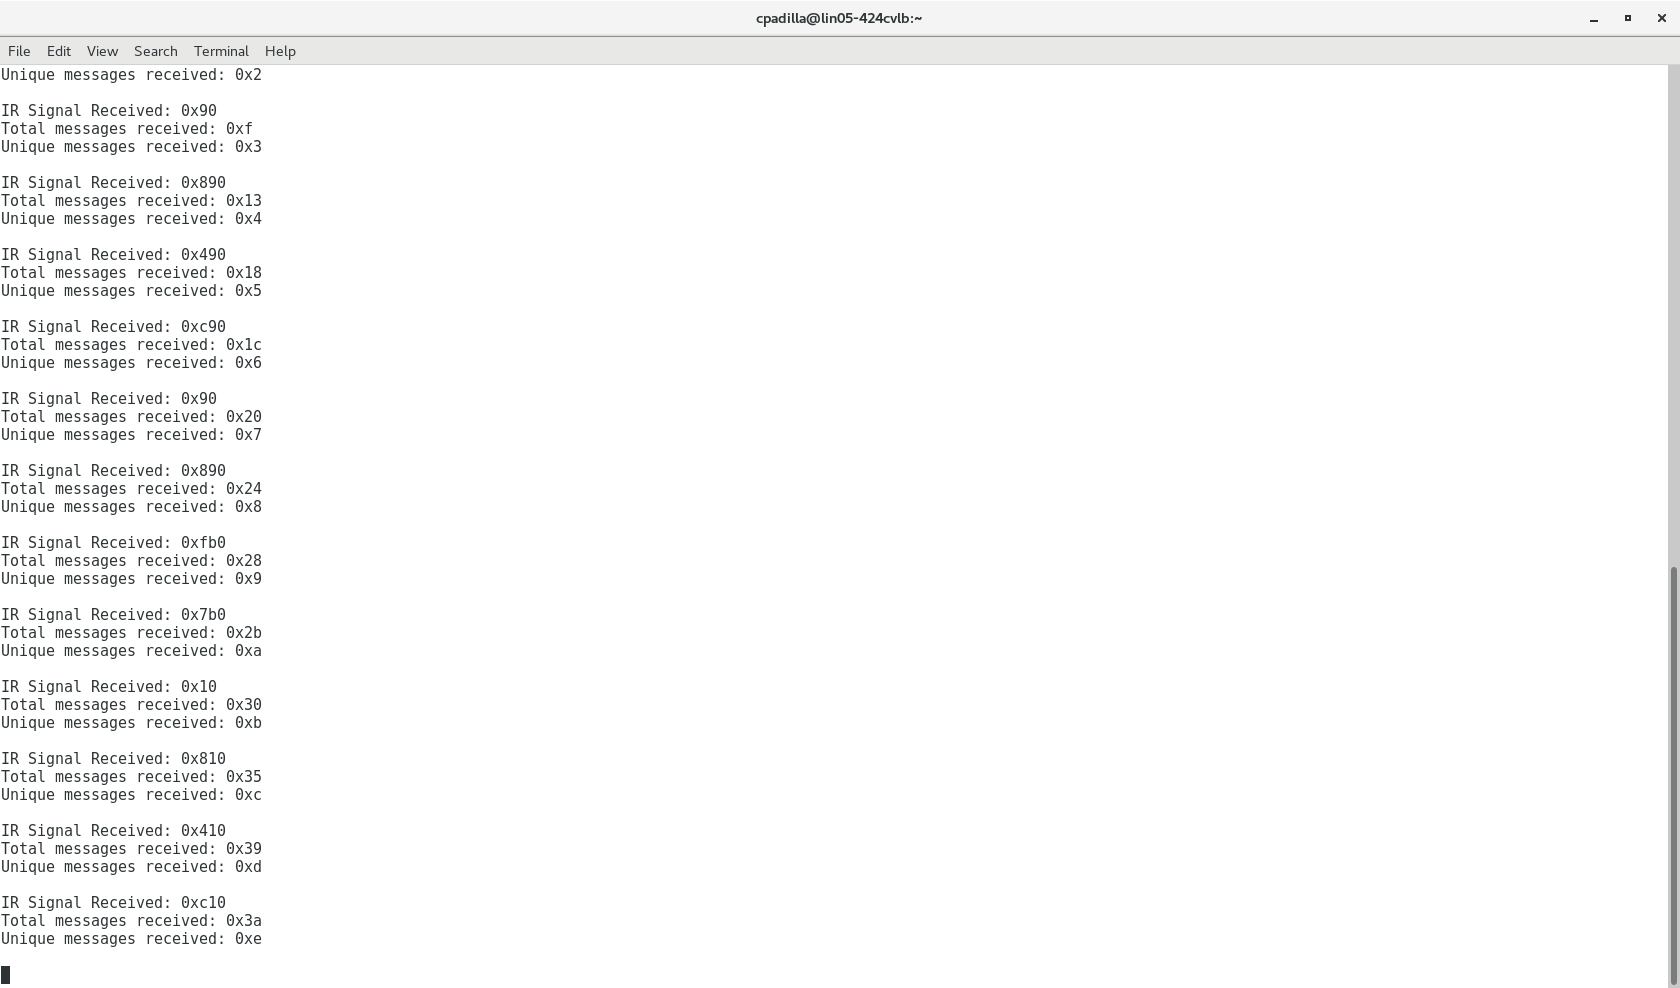 cpadilla@lin05-424cvlb:~
File Edit View Search Terminal Help
Unique messages received: 0x2
IR Signal Received: 0x90
Total messages received: 0xf
Unique messages received: 0x3
IR Signal Received: 0x890
Total messages received: 0x13
Unique messages received: 0x4
IR Signal Received: 0x490
Total messages received: 0x18
Unique messages received: 0x5
IR Signal Received: 0xc90
Total messages received: 0x1c
Unique messages received: 0x6
IR Signal Received: 0x90
Total messages received: 0x20
Unique messages received: 0x7
IR Signal Received: 0x890
Total messages received: 0x24
Unique messages received: 0x8
IR Signal Received: 0xfb0
Total messages received: 0x28
Unique messages received: 0x9
IR Signal Received: 0x7b0
Total messages received: 0x2b
Unique messages received: 0xa
IR Signal Received: 0x10
Total messages received: 0x30
Unique messages received: 0xb
IR Signal Received: 0x810
Total messages received: 0x35
Unique messages received: 0xc
IR Signal Received: 0x410
Total messages received: 0x39
Unique messages received: 0xd
IR Signal Received: 0xc10
Total messages received: 0x3a
Unique messages received: 0xe